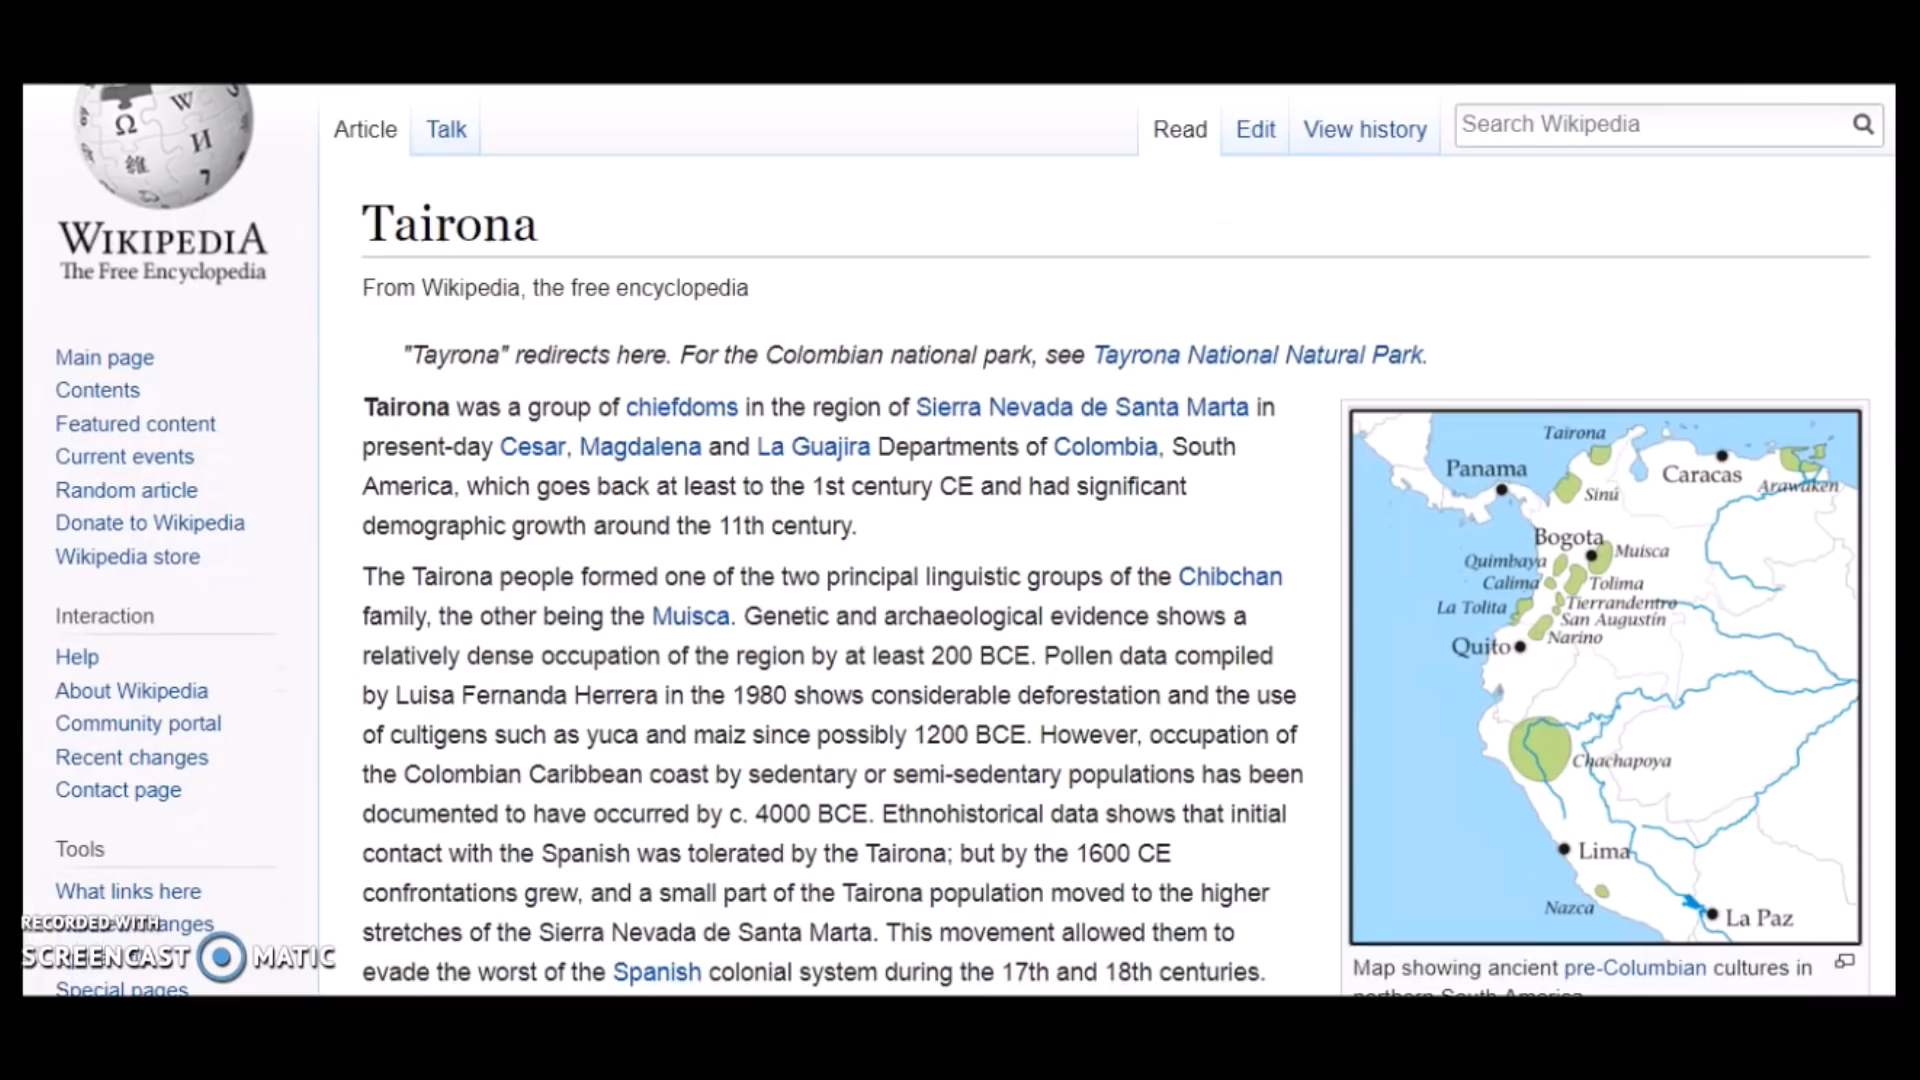 Article
Talk
Read
Edit
View history
Search Wikipedia
Ω
W
И
維
7
WIKIPEDIA
The Free Encyclopedia
Main page
Contents
Featured content
Current events
Random article
Donate to Wikipedia
Wikipedia store
Interaction
Help
About Wikipedia
Community portal
Recent changes
Contact page
Tools
What links here
anges
Special pages
RECORDED WITH
SCREENCAST MATIC
Tairona
From Wikipedia, the free encyclopedia
"Tayrona" redirects here. For the Colombian national park, see Tayrona National Natural Park.
Tairona was a group of chiefdoms in the region of Sierra Nevada de Santa Marta in
present-day Cesar, Magdalena and La Guajira Departments of Colombia, South
America, which goes back at least to the 1st century CE and had significant
demographic growth around the 11th century.
The Tairona people formed one of the two principal linguistic groups of the Chibchan
family, the other being the Muisca. Genetic and archaeological evidence shows a
relatively dense occupation of the region by at least 200 BCE. Pollen data compiled
by Luisa Fernanda Herrera in the 1980 shows considerable deforestation and the use
of cultigens such as yuca and maiz since possibly 1200 BCE. However, occupation of
the Colombian Caribbean coast by sedentary or semi-sedentary populations has been
documented to have occurred by c. 4000 BCE. Ethnohistorical data shows that initial
contact with the Spanish was tolerated by the Tairona; but by the 1600 CE
confrontations grew, and a small part of the Tairona population moved to the higher
stretches of the Sierra Nevada de Santa Marta. This movement allowed them to
evade the worst of the Spanish colonial system during the 17th and 18th centuries.
Tairona
Panama
Caracas
Arawaken
Sinú
Bogota
Muisca
Quimbaya
Calima
Tolima
La Tolita
Tierrandentro
San Augustín
Narino
Quito
Chachapoya
Lima
Nazca
La Paz
Map showing ancient pre-Columbian cultures in
northern South America